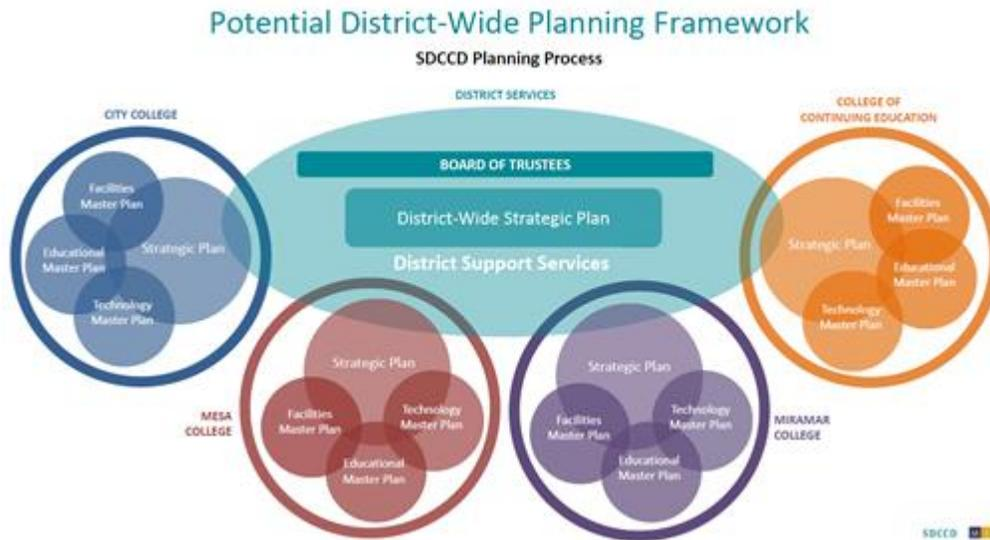 Potential District-Wide Planning Framework
SDCCD Planning Process
DISTRICT SERVICES
CITY COLLEGE
COLLEGE OF
CONTINUING EDUCATION
BOARD OF TRUSTEES
District-Wide Strategic Plan
District Support Services
Facilities
Master Plan
Strategic Plan
Educational
Master Plan
Technology
Master Plan
Facilities
Master Plan
Strategic Plan
Educational
Master Plan
Technology
Master Plan
MESA
COLLEGE
Strategic Plan
Facilities
Master Plan
Technology
Master Plan
Educational
Master Plan
Strategic Plan
Facilities
Master Plan
Technology
Master Plan
Educational
Master Plan
MIRAMAR
COLLEGE
SDCCD